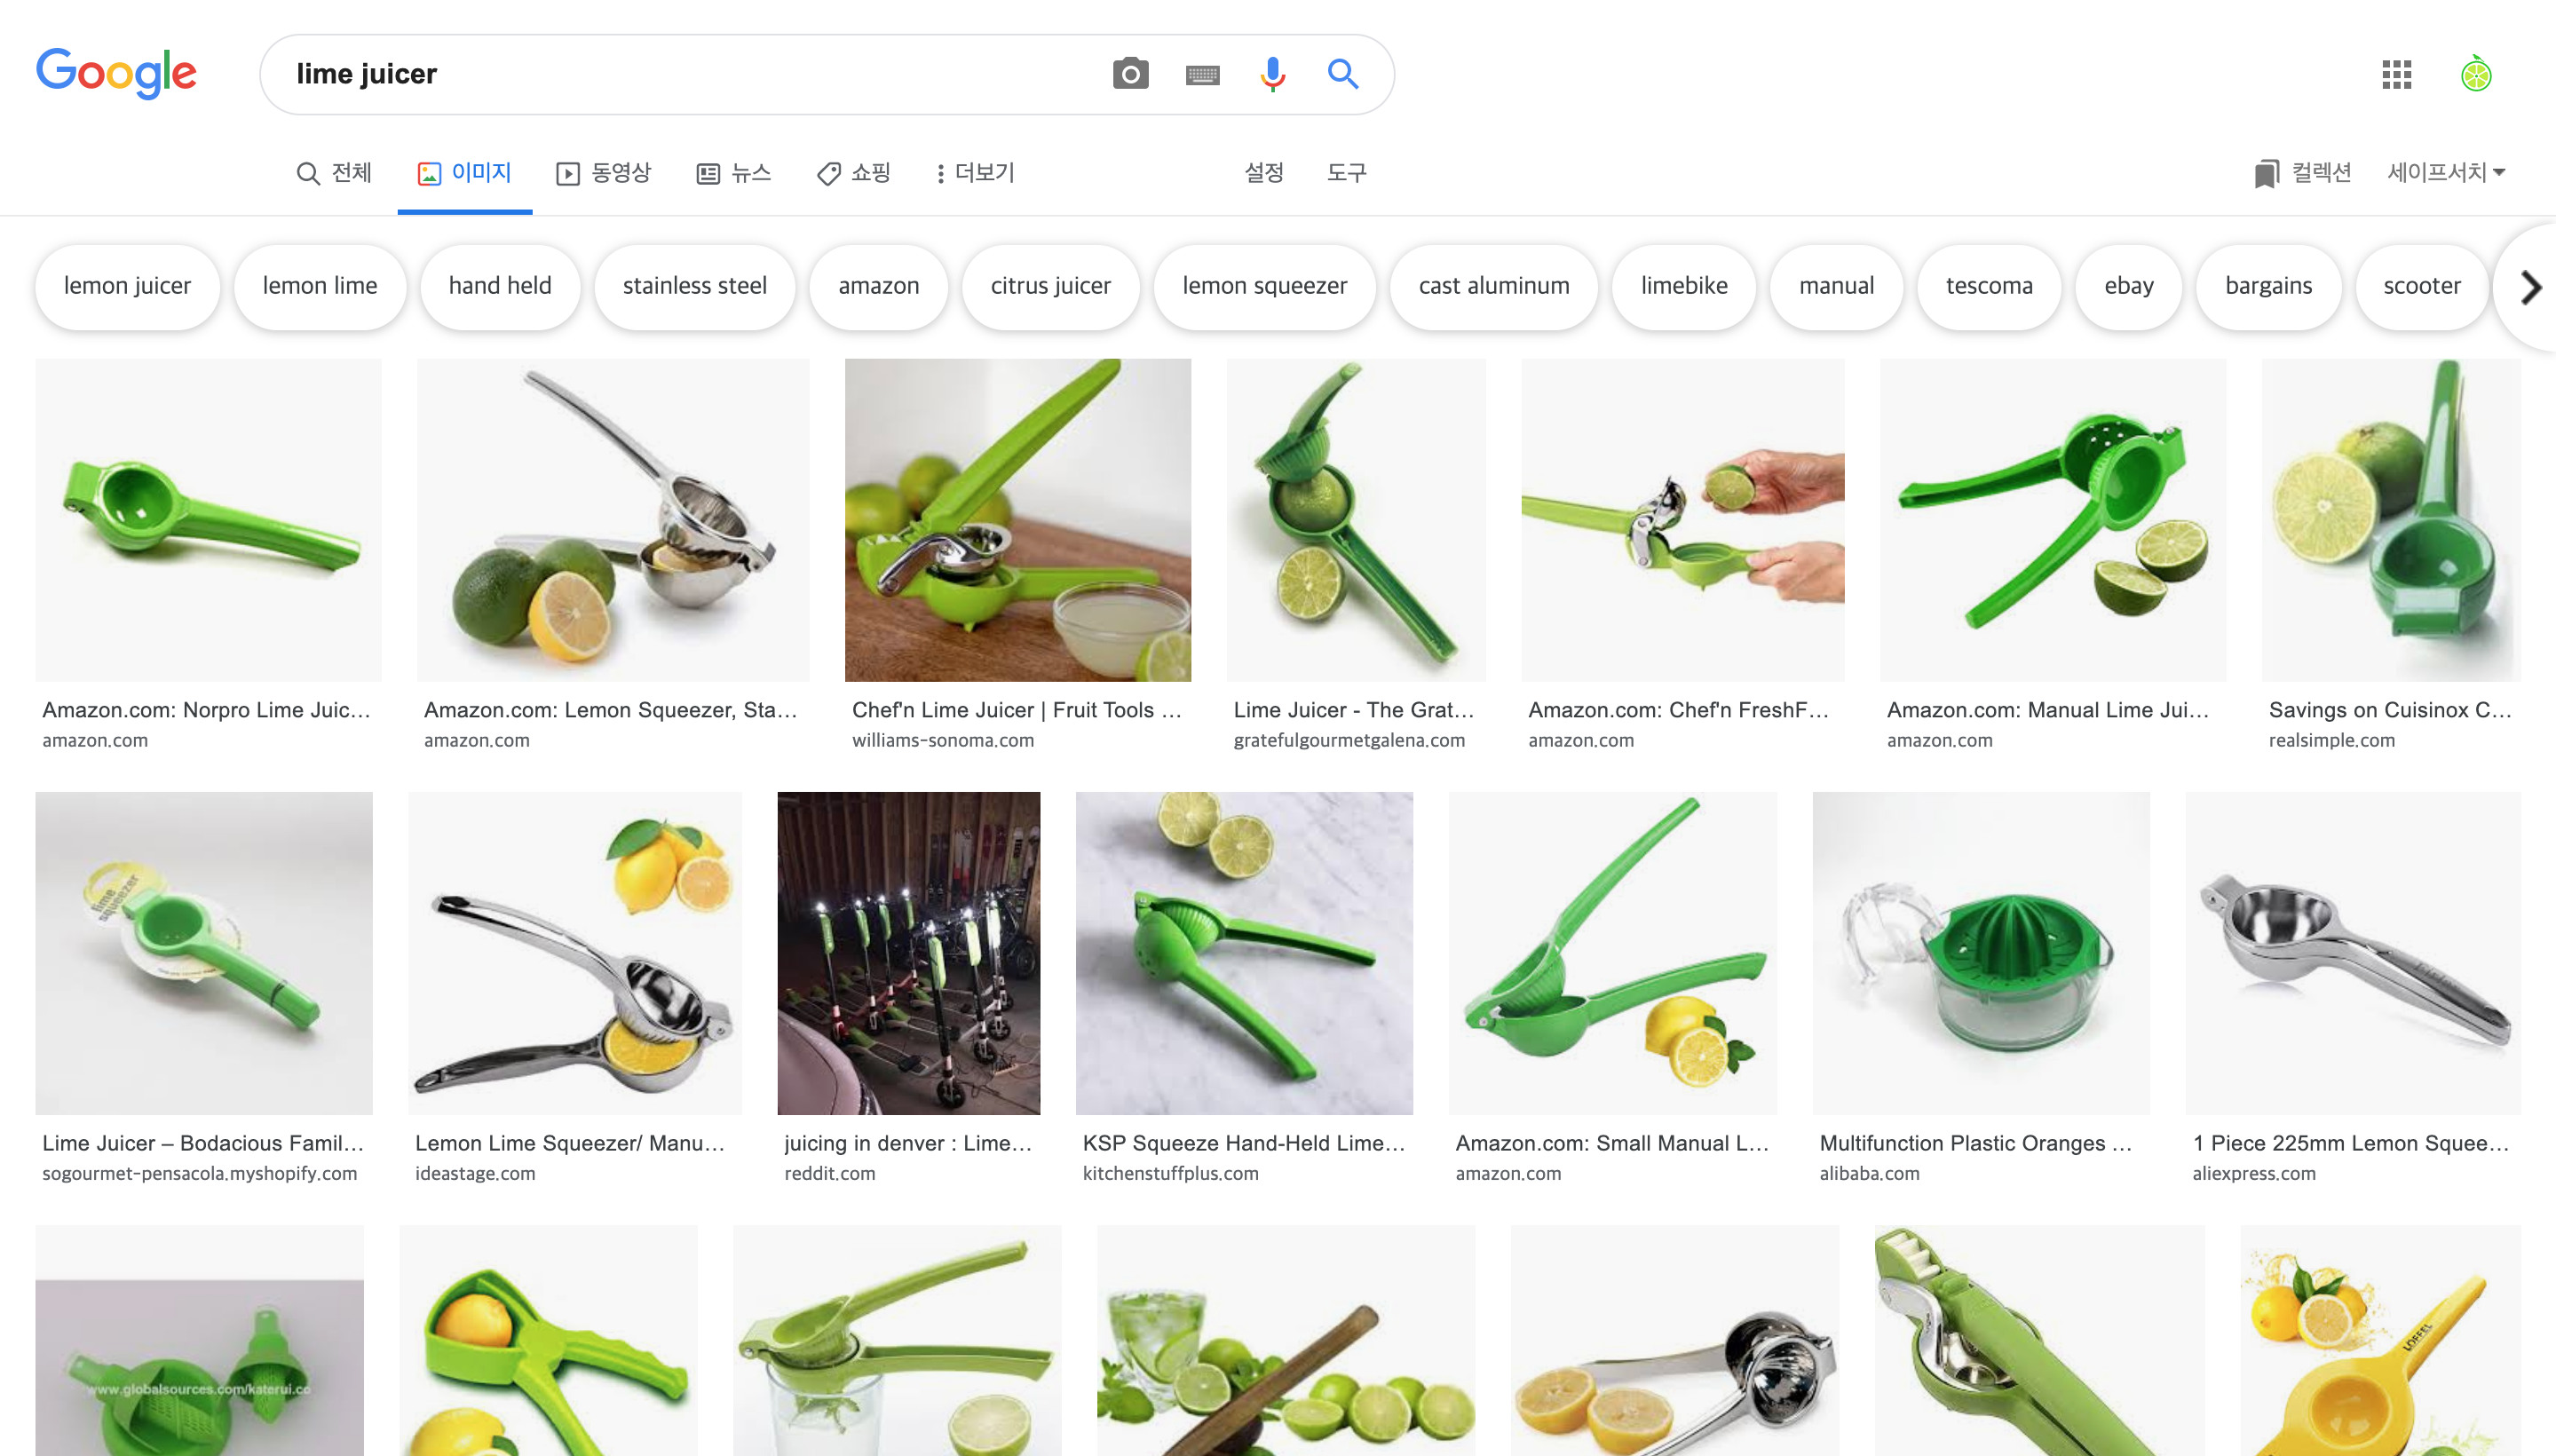 Google
lime juicer
전체
이미지
동영상
뉴스
쇼핑
더보기
설정
도구
컬렉션
세이프서치
lemon juicer
lemon lime
hand held
stainless steel
amazon
citrus juicer
lemon squeezer
cast aluminum
limebike
manual
tescoma
ebay
bargains
scooter
Amazon.com: Norpro Lime Juic...
amazon.com
Amazon.com: Lemon Squeezer, Sta...
amazon.com
Chef'n Lime Juicer | Fruit Tools ...
williams-sonoma.com
Lime Juicer - The Grat...
gratefulgourmetgalena.com
Amazon.com: Chef'n FreshF...
amazon.com
Amazon.com: Manual Lime Jui...
amazon.com
Savings on Cuisinox C...
realsimple.com
lime
squeezer
Lime Juicer – Bodacious Famil...
sogourmet-pensacola.myshopify.com
Lemon Lime Squeezer/ Manu...
ideastage.com
juicing in denver : Lime...
reddit.com
KSP Squeeze Hand-Held Lime...
kitchenstuffplus.com
Amazon.com: Small Manual L...
amazon.com
Multifunction Plastic Oranges ...
alibaba.com
1 Piece 225mm Lemon Squee...
aliexpress.com
www.globalsources.com/katerui.co
LÖFFEL